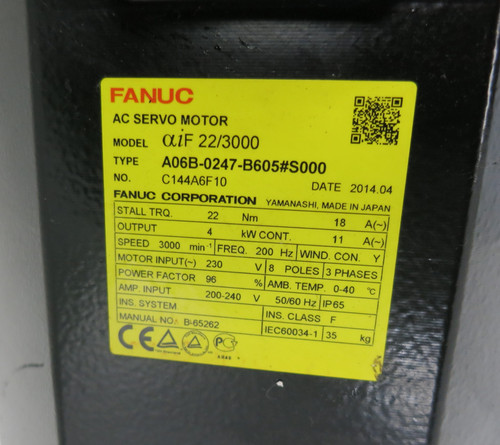 FANUC
AC SERVO MOTOR
MODEL αiF 22/3000
TYPE A06B-0247-B605#S000
NO. C144A6F10 DATE 2014.04
FANUC CORPORATION YAMANASHI, MADE IN JAPAN
STALL TRQ. 22 Nm 18 A(~)
OUTPUT 4 kW CONT. 11 A(~)
SPEED 3000 min⁻¹ FREQ. 200 Hz WIND. CON. Y
MOTOR INPUT(~) 230 V 8 POLES 3 PHASES
POWER FACTOR 96 % AMB. TEMP. 0-40 ℃
AMP. INPUT 200-240 V 50/60 Hz IP65
INS. SYSTEM INS. CLASS F
MANUAL NO. B-65262 IEC60034-1 35 kg
CE